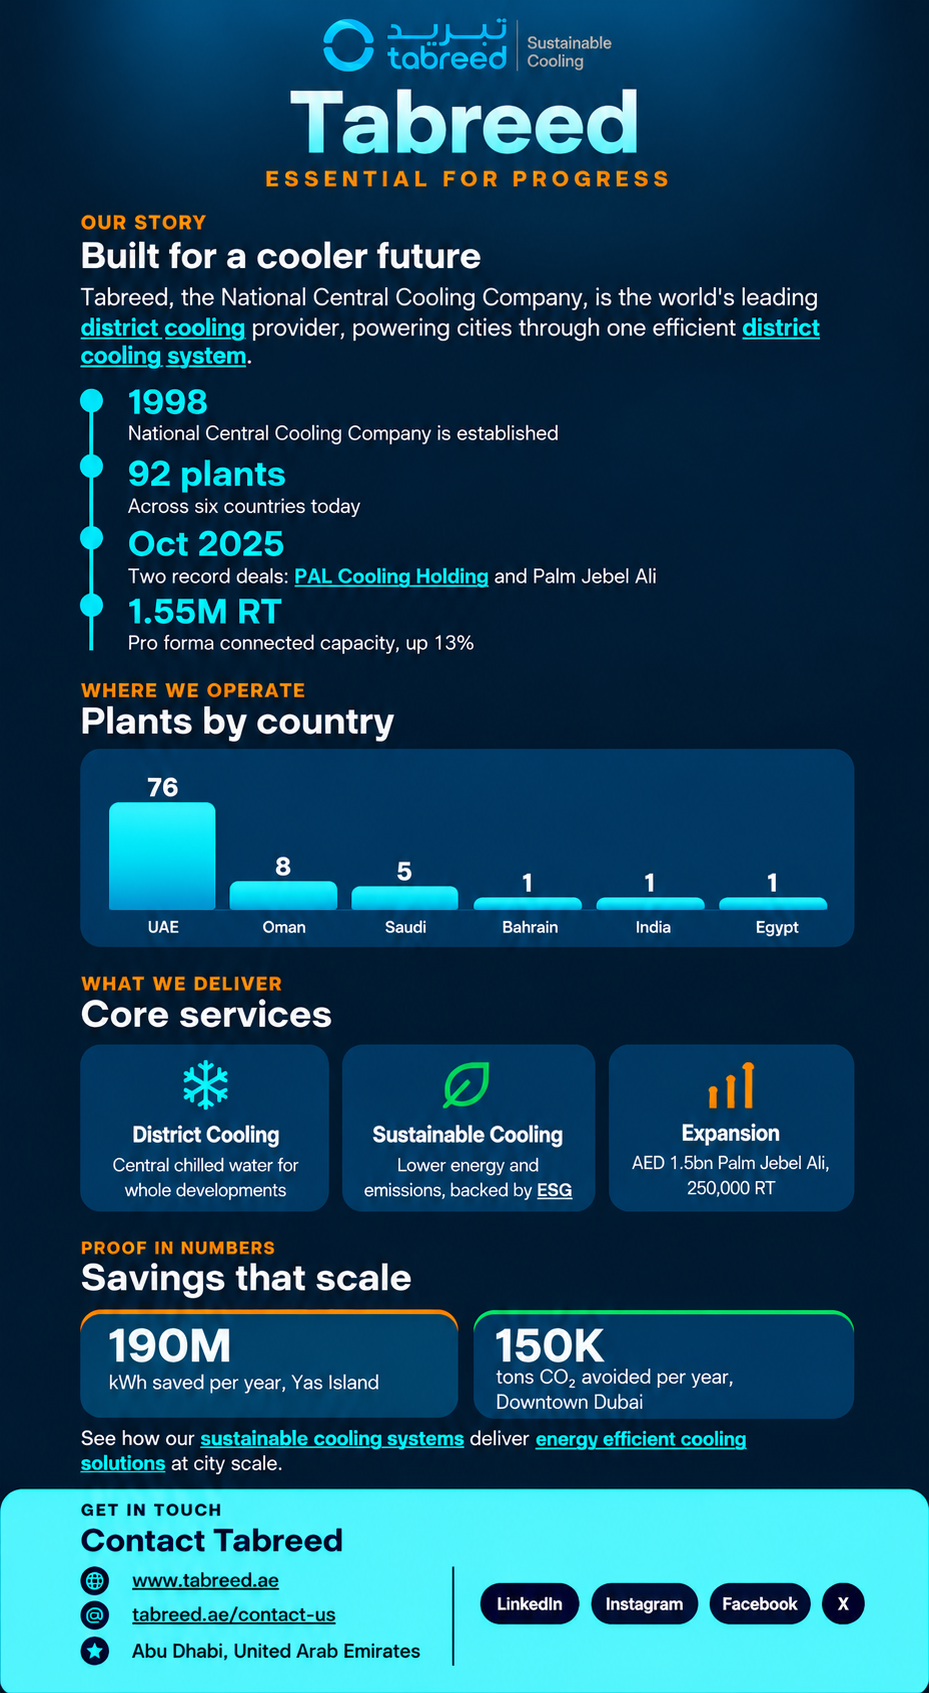 تبريد
tabreed
Sustainable
Cooling
Tabreed
ESSENTIAL FOR PROGRESS
OUR STORY
Built for a cooler future
Tabreed, the National Central Cooling Company, is the world's leading
district cooling provider, powering cities through one efficient district
cooling system.
1998
National Central Cooling Company is established
92 plants
Across six countries today
Oct 2025
Two record deals: PAL Cooling Holding and Palm Jebel Ali
1.55M RT
Pro forma connected capacity, up 13%
WHERE WE OPERATE
Plants by country
76
8
5
1
1
1
UAE
Oman
Saudi
Bahrain
India
Egypt
WHAT WE DELIVER
Core services
District Cooling
Central chilled water for
whole developments
Sustainable Cooling
Lower energy and
emissions, backed by ESG
Expansion
AED 1.5bn Palm Jebel Ali,
250,000 RT
PROOF IN NUMBERS
Savings that scale
190M
kWh saved per year, Yas Island
150K
tons CO₂ avoided per year,
Downtown Dubai
See how our sustainable cooling systems deliver energy efficient cooling
solutions at city scale.
GET IN TOUCH
Contact Tabreed
www.tabreed.ae
@ tabreed.ae/contact-us
Abu Dhabi, United Arab Emirates
LinkedIn
Instagram
Facebook
X